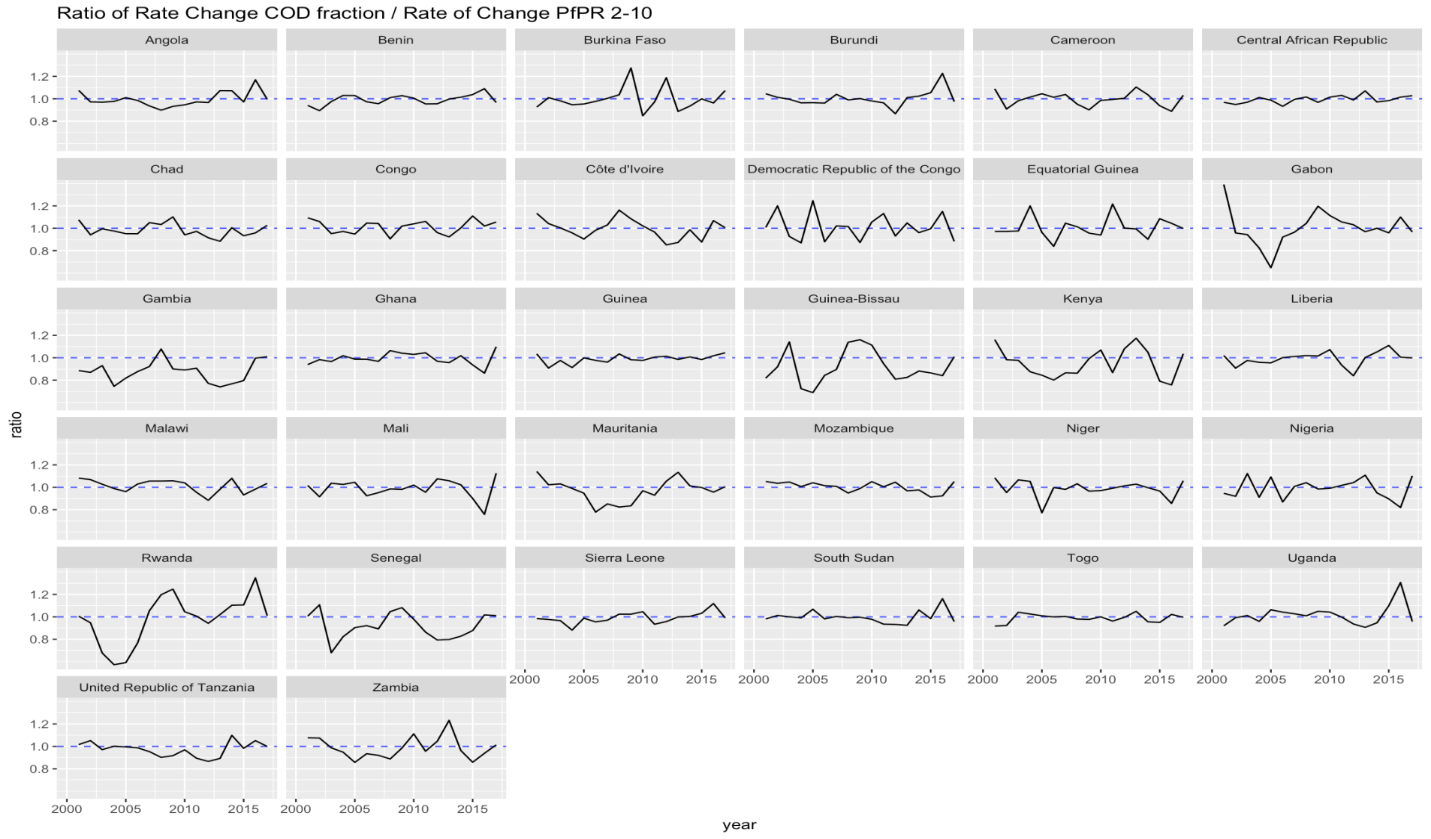 Ratio of Rate Change COD fraction / Rate of Change PfPR 2-10
Angola Benin Burkina Faso Burundi Cameroon Central African Republic
1.2
1.0
0.8
Chad Congo Côte d'Ivoire Democratic Republic of the Congo Equatorial Guinea Gabon
1.2
1.0
0.8
Gambia Ghana Guinea Guinea-Bissau Kenya Liberia
1.2
1.0
0.8
ratio
Malawi Mali Mauritania Mozambique Niger Nigeria
1.2
1.0
0.8
Rwanda Senegal Sierra Leone South Sudan Togo Uganda
1.2
1.0
0.8
2000 2005 2010 2015 2000 2005 2010 2015 2000 2005 2010 2015 2000 2005 2010 2015
United Republic of Tanzania Zambia
1.2
1.0
0.8
2000 2005 2010 2015 2000 2005 2010 2015
year